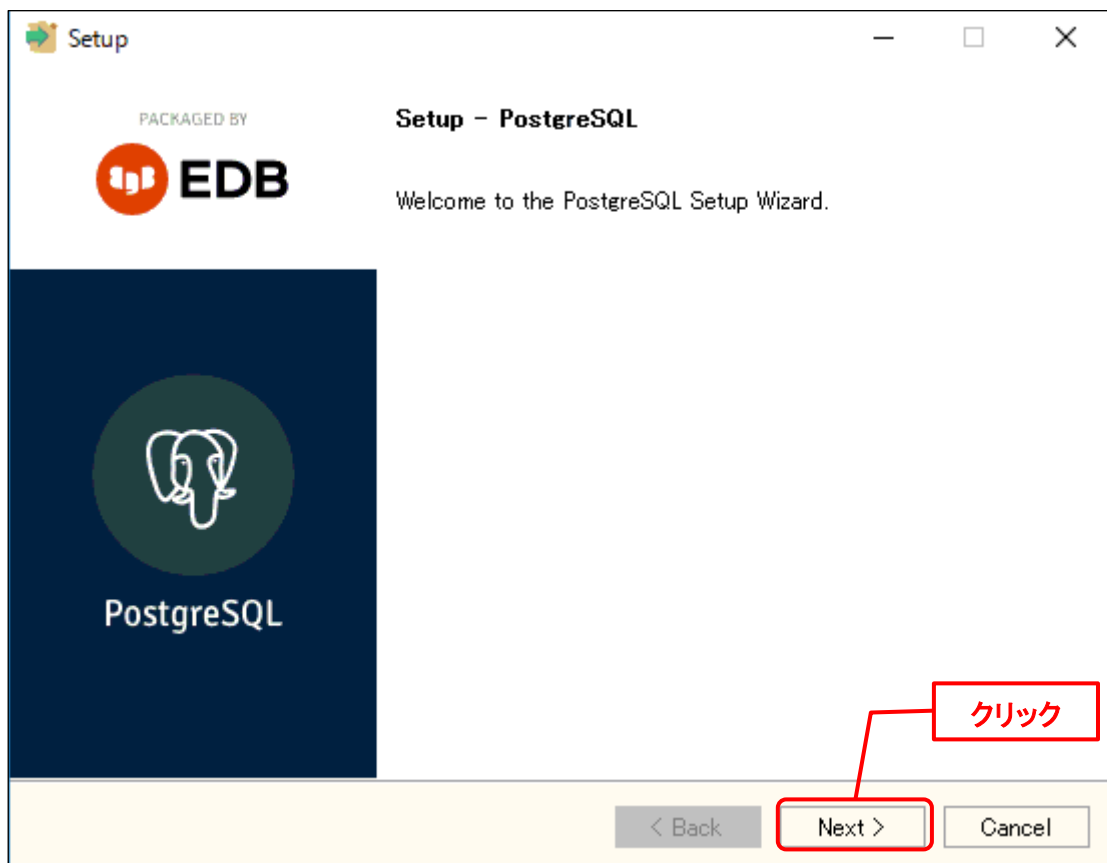 Setup
PACKAGED BY
EDB
Setup - PostgreSQL
Welcome to the PostgreSQL Setup Wizard.
PostgreSQL
クリック
< Back
Next >
Cancel